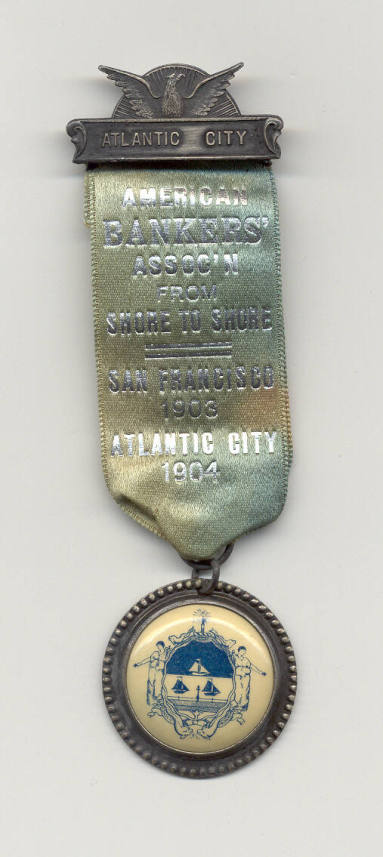 ATLANTIC CITY
AMERICAN
BANKERS'
ASSOC'N
FROM
SHORE TO SHORE
SAN FRANCISCO
1903
ATLANTIC CITY
1904